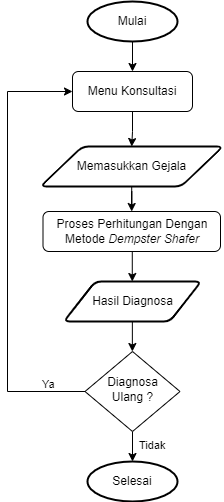 Mulai
Menu Konsultasi
Memasukkan Gejala
Proses Perhitungan Dengan
Metode Dempster Shafer
Hasil Diagnosa
Diagnosa
Ulang ?
Ya
Tidak
Selesai